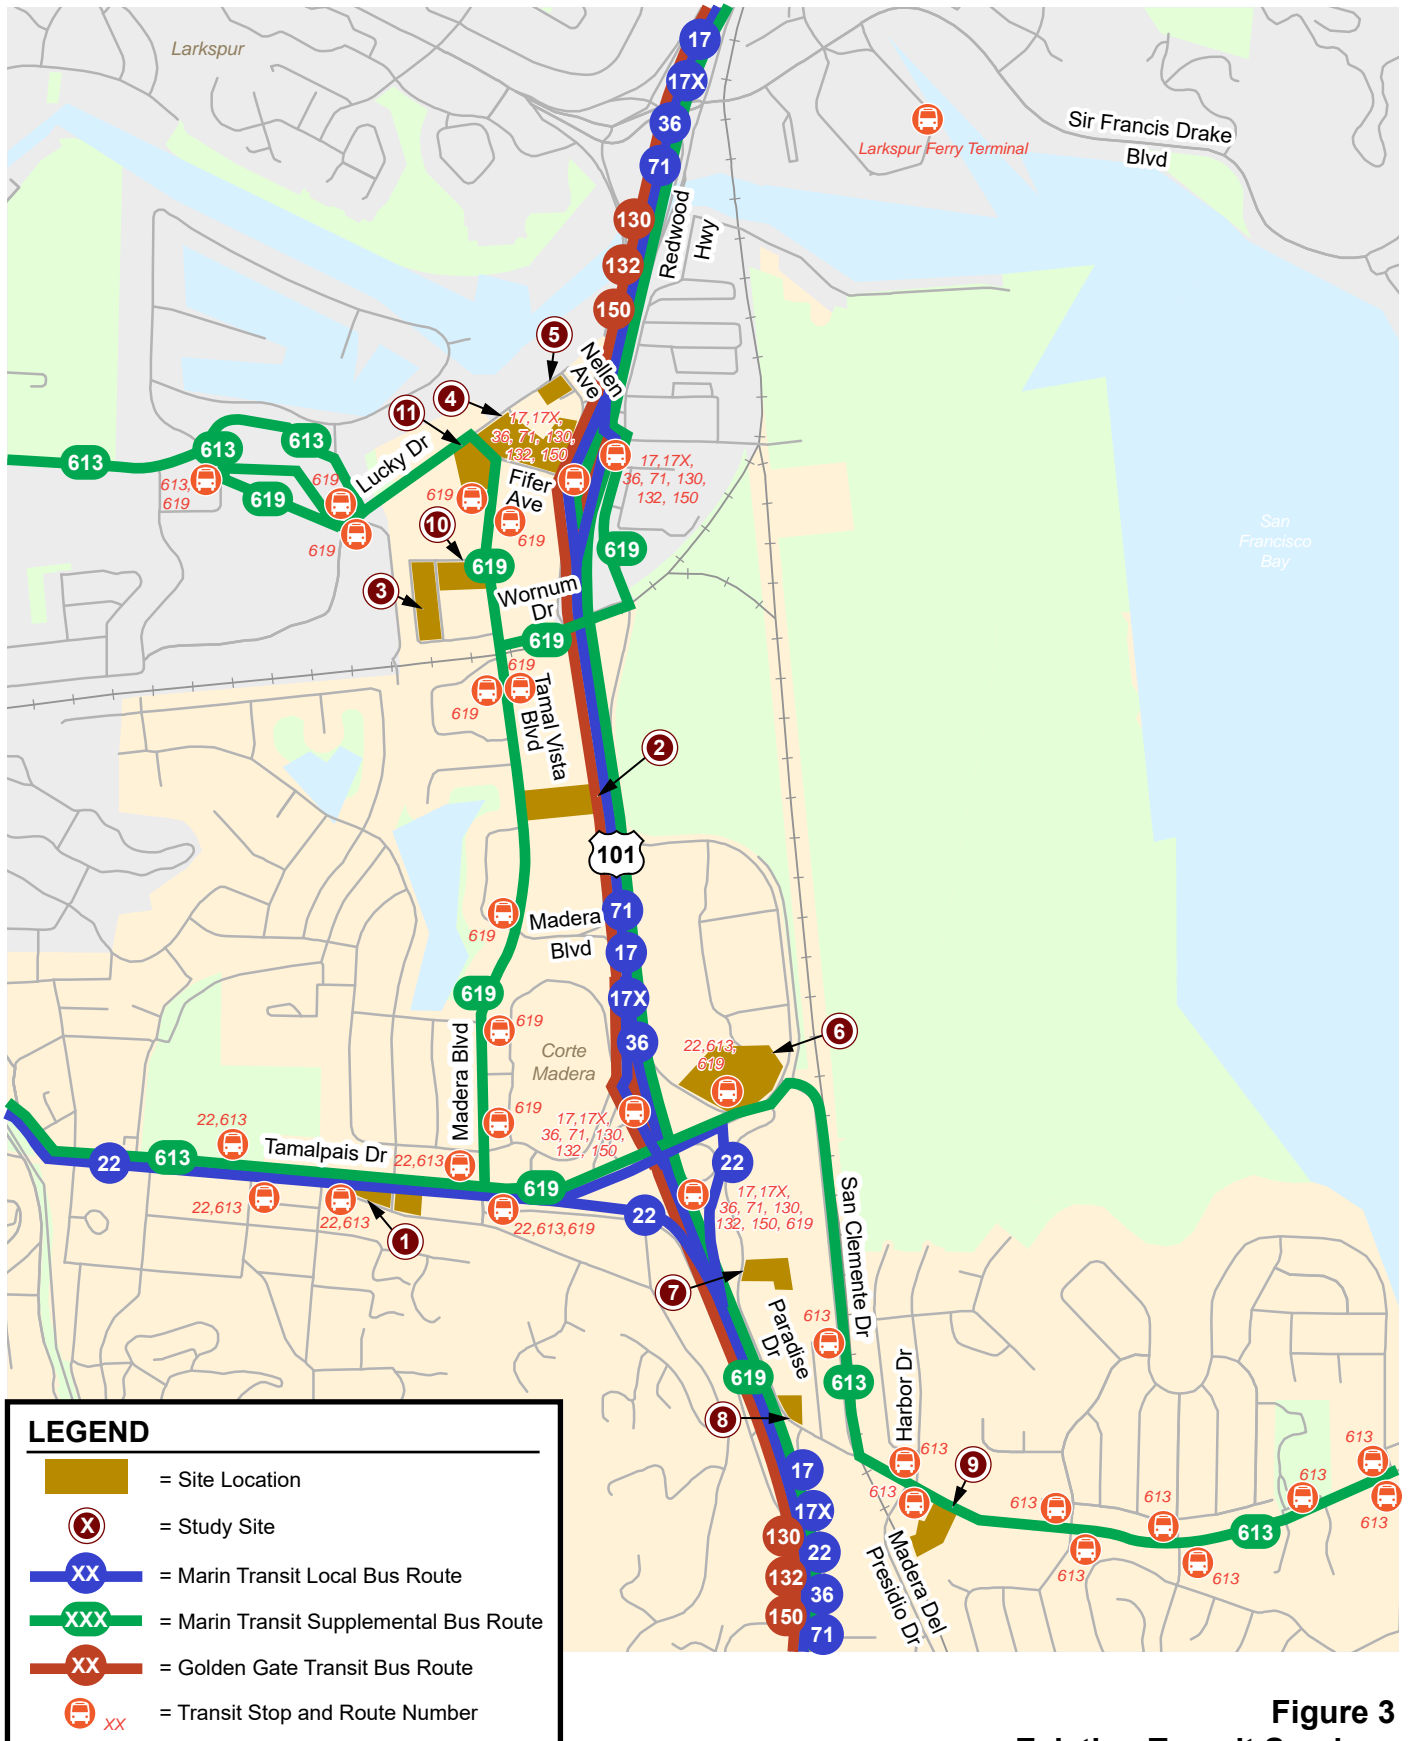 17
Larkspur
17X
36
Sir Francis Drake
Blvd
Larkspur Ferry Terminal
71
130
Redwood
Hwy
132
150
5
Nellen
Ave
4
11
17,17X,
36, 71, 130,
132, 150
613
613
613
Lucky Dr
17,17X,
36, 71, 130,
132, 150
613,
619
619
619
Fifer
Ave
619
619
619
10
619
San
Francisco
Bay
619
3
Wornum
Dr
619
619
619
Tamal Vista
Blvd
2
101
71
Madera
Blvd
619
17
619
17X
619
Madera Blvd
36
Corte
Madera
22,613,
619
6
619
17,17X,
36, 71, 130,
132, 150
22,613
Tamalpais Dr
22
613
22,613
22
619
22,613
22,613
22,613,619
22
17,17X,
36, 71, 130,
132, 150, 619
San Clemente Dr
1
7
Paradise
Dr
613
619
613
Harbor Dr
8
613
9
613
17
613
613
613
613
17X
613
130
22
613
613
132
36
Madera Del
Presidio Dr
150
71
LEGEND
= Site Location
X
= Study Site
XX
= Marin Transit Local Bus Route
XXX
= Marin Transit Supplemental Bus Route
XX
= Golden Gate Transit Bus Route
XX
= Transit Stop and Route Number
Figure 3